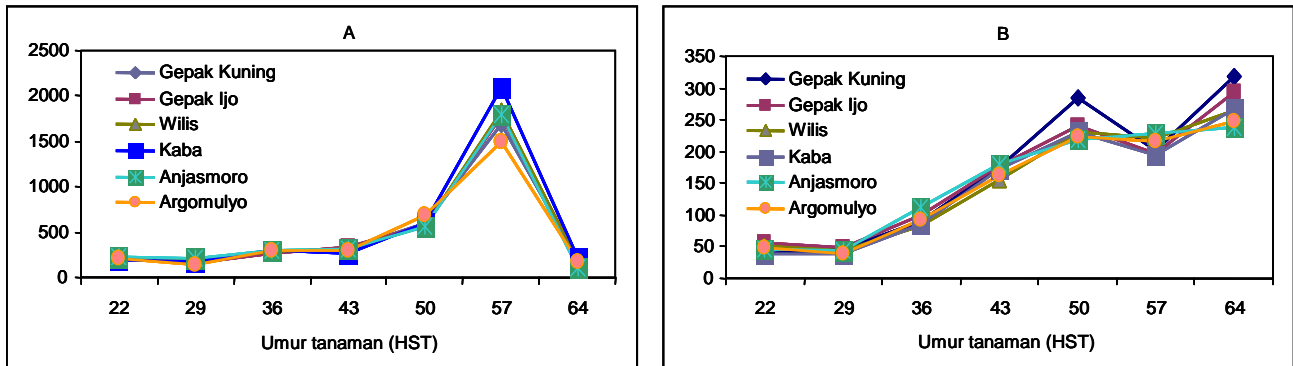 A
2500
2000
1500
1000
500
0
Gepak Kuning
Gepak Ijo
Wilis
Kaba
Anjasmoro
Argomulyo
22 29 36 43 50 57 64
Umur tanaman (HST)
B
350
300
250
200
150
100
50
0
Gepak Kuning
Gepak Ijo
Wilis
Kaba
Anjasmoro
Argomulyo
22 29 36 43 50 57 64
Umur tanaman (HST)